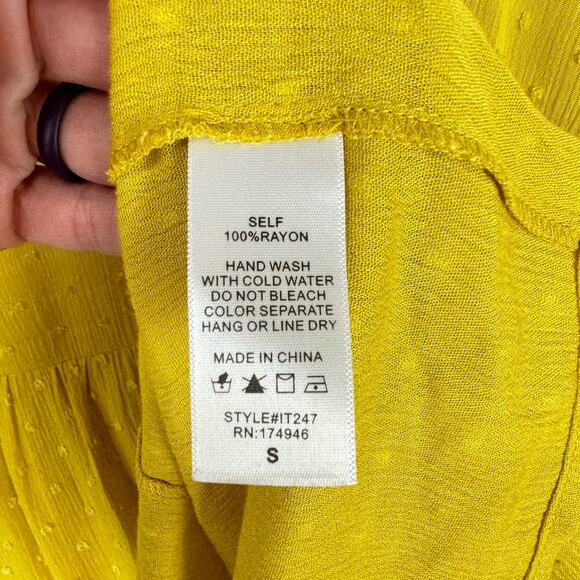 SELF
100%RAYON
HAND WASH
WITH COLD WATER
DO NOT BLEACH
COLOR SEPARATE
HANG OR LINE DRY
MADE IN CHINA
STYLE#IT247
RN:174946
S